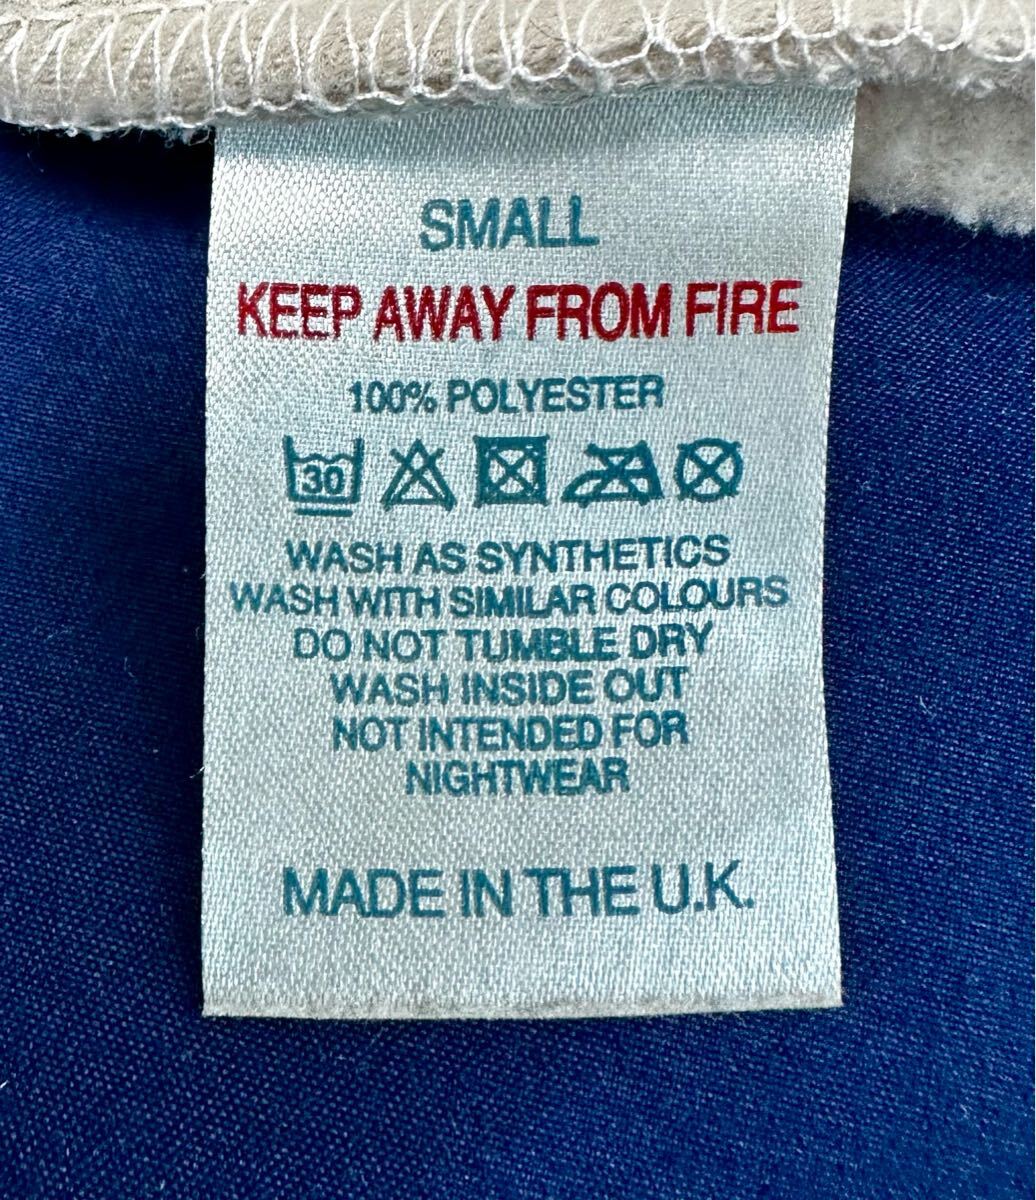 SMALL
KEEP AWAY FROM FIRE
100% POLYESTER
30
WASH AS SYNTHETICS
WASH WITH SIMILAR COLOURS
DO NOT TUMBLE DRY
WASH INSIDE OUT
NOT INTENDED FOR
NIGHTWEAR
MADE IN THE U.K.